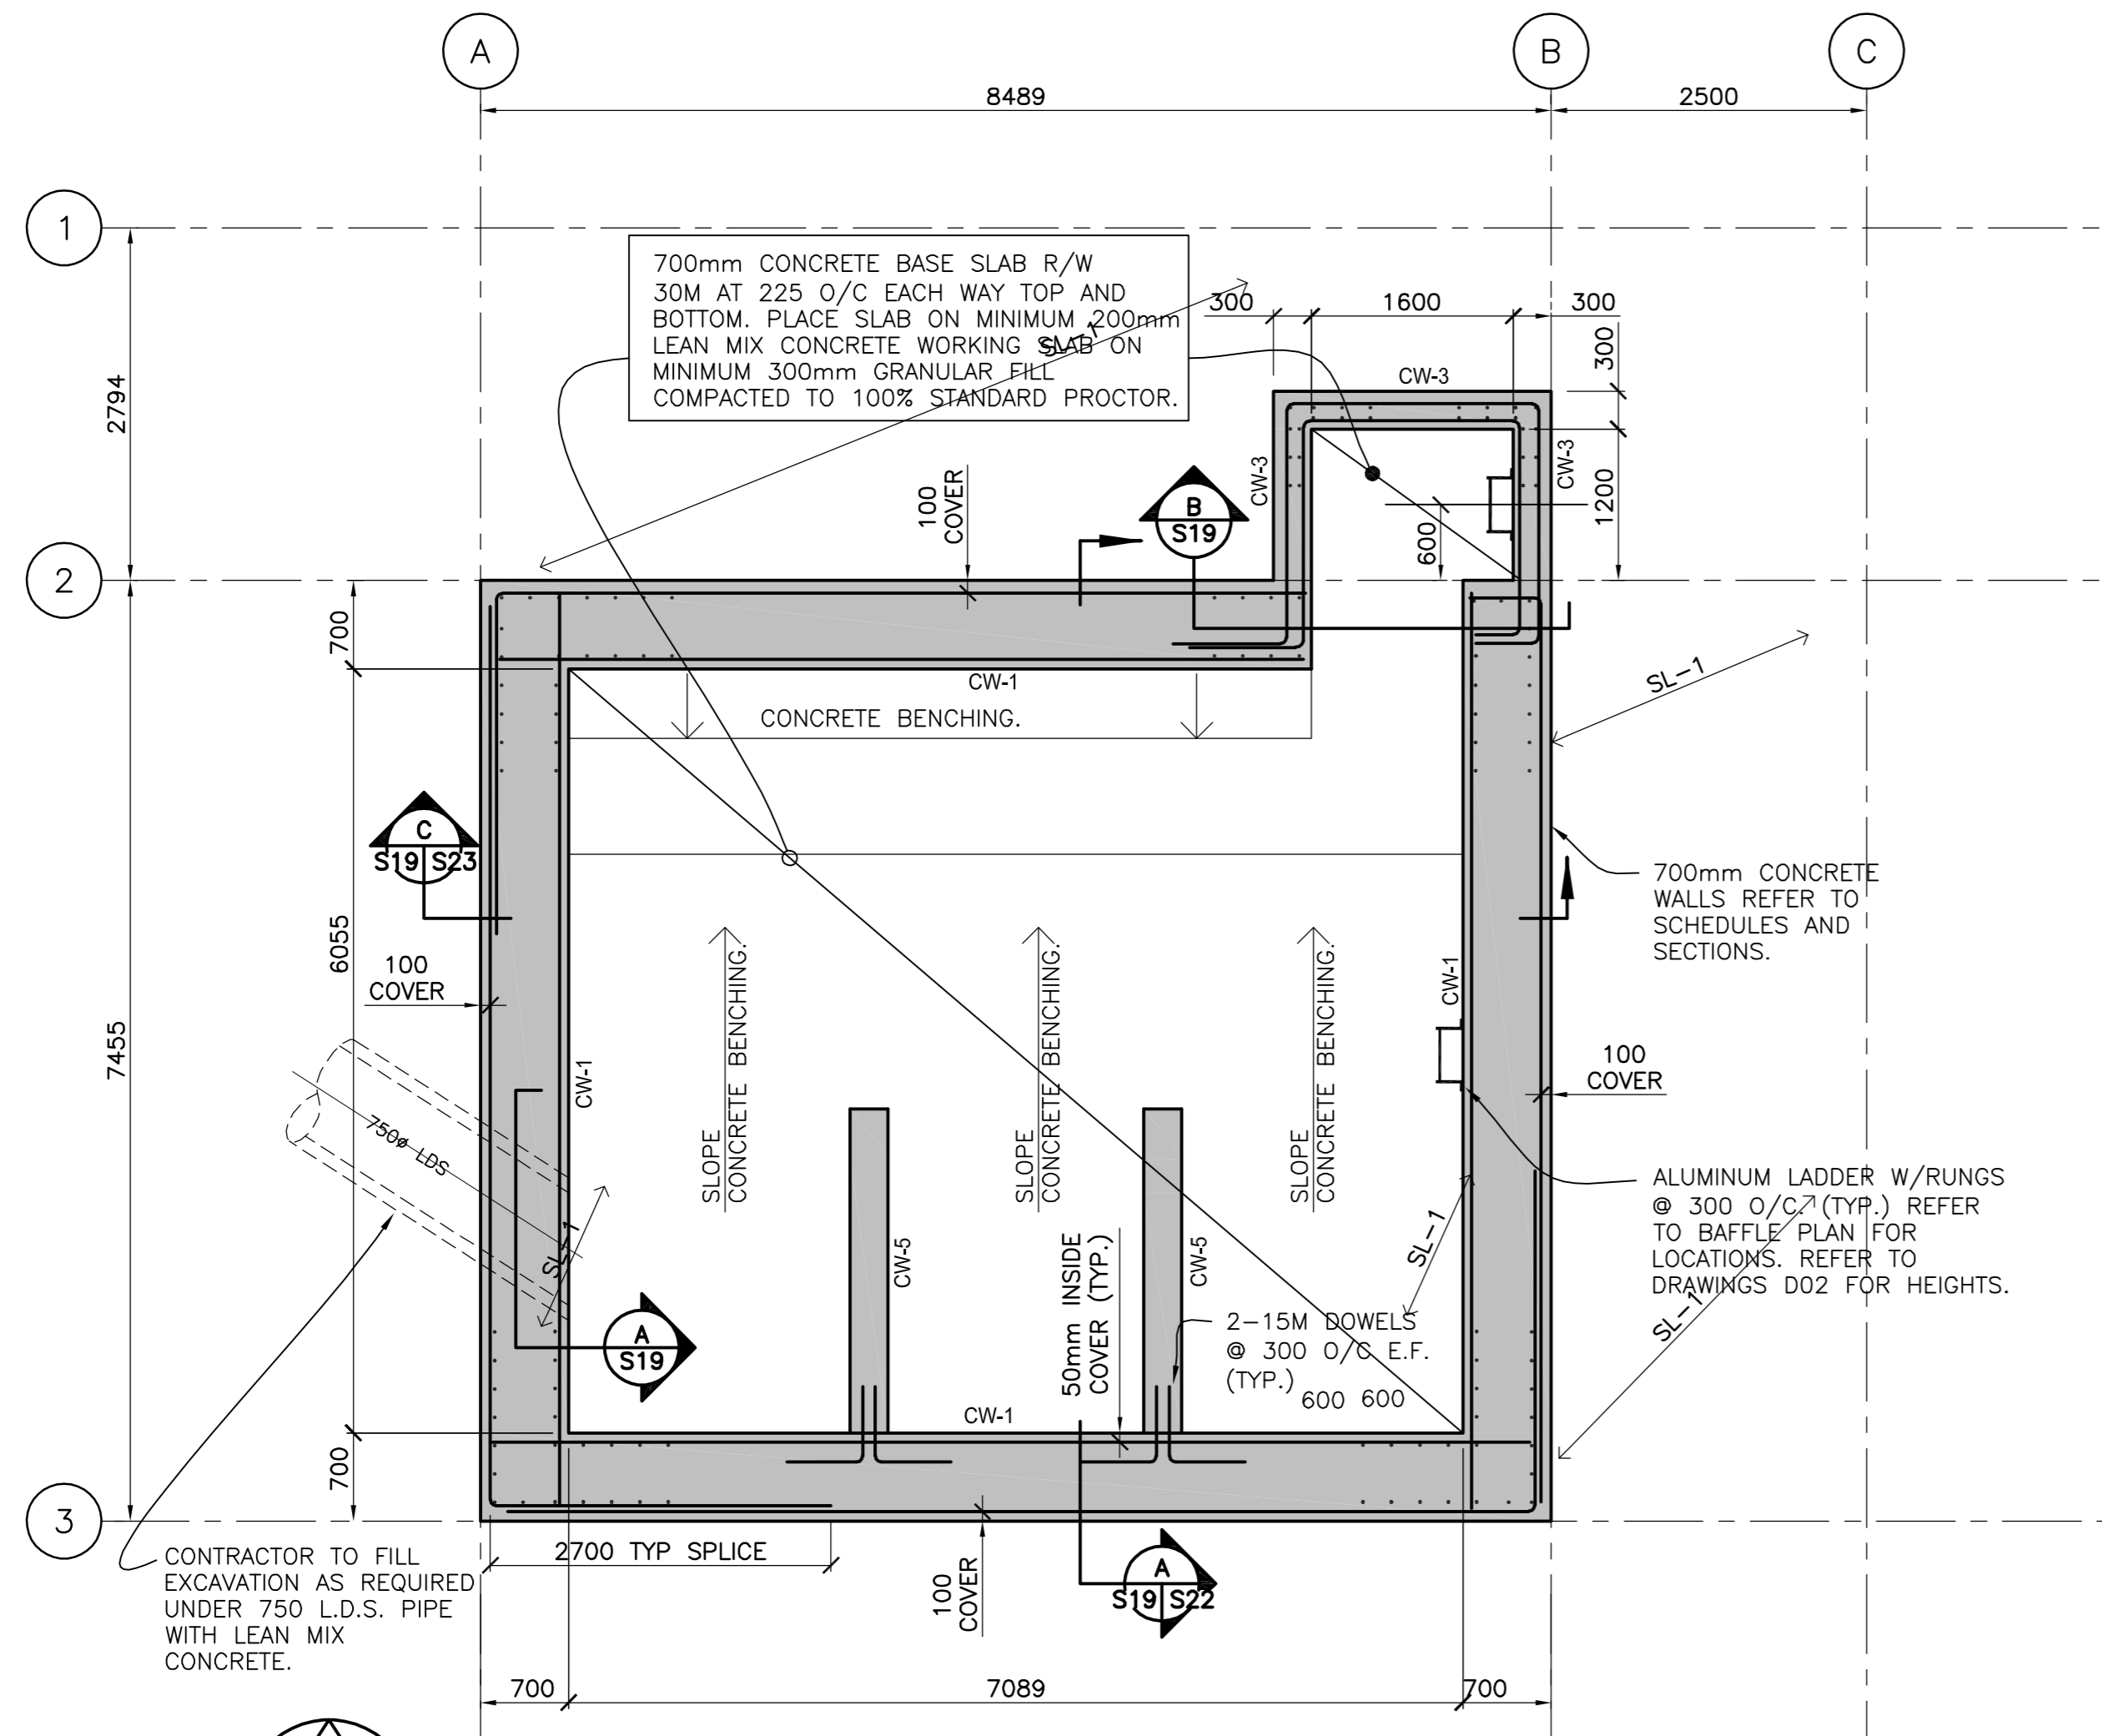 A
B
C
8489
2500
1
700mm CONCRETE BASE SLAB R/W
30M AT 225 O/C EACH WAY TOP AND
BOTTOM. PLACE SLAB ON MINIMUM 200mm
LEAN MIX CONCRETE WORKING SLAB ON
MINIMUM 300mm GRANULAR FILL
COMPACTED TO 100% STANDARD PROCTOR.
SL-1
300
1600
300
300
2794
CW-3
CW-3
CW-3
1200
100
COVER
B
S19
600
2
700
CW-1
CONCRETE BENCHING.
SL-1
C
S19 S23
700mm CONCRETE
WALLS REFER TO
SCHEDULES AND
SECTIONS.
6055
100
COVER
7455
CW-1
SLOPE
CONCRETE BENCHING.
SLOPE
CONCRETE BENCHING.
SLOPE
CONCRETE BENCHING.
CW-1
100
COVER
750ø LDS
SL-1
CW-5
50mm INSIDE
COVER (TYP.)
CW-5
SL-1
ALUMINUM LADDER W/RUNGS
@ 300 O/C. (TYP.) REFER
TO BAFFLE PLAN FOR
LOCATIONS. REFER TO
DRAWINGS D02 FOR HEIGHTS.
SL-1
A
S19
2-15M DOWELS
@ 300 O/C E.F.
(TYP.)
600 600
CW-1
700
3
2700 TYP SPLICE
100
COVER
A
S19 S22
CONTRACTOR TO FILL
EXCAVATION AS REQUIRED
UNDER 750 L.D.S. PIPE
WITH LEAN MIX
CONCRETE.
700
7089
700